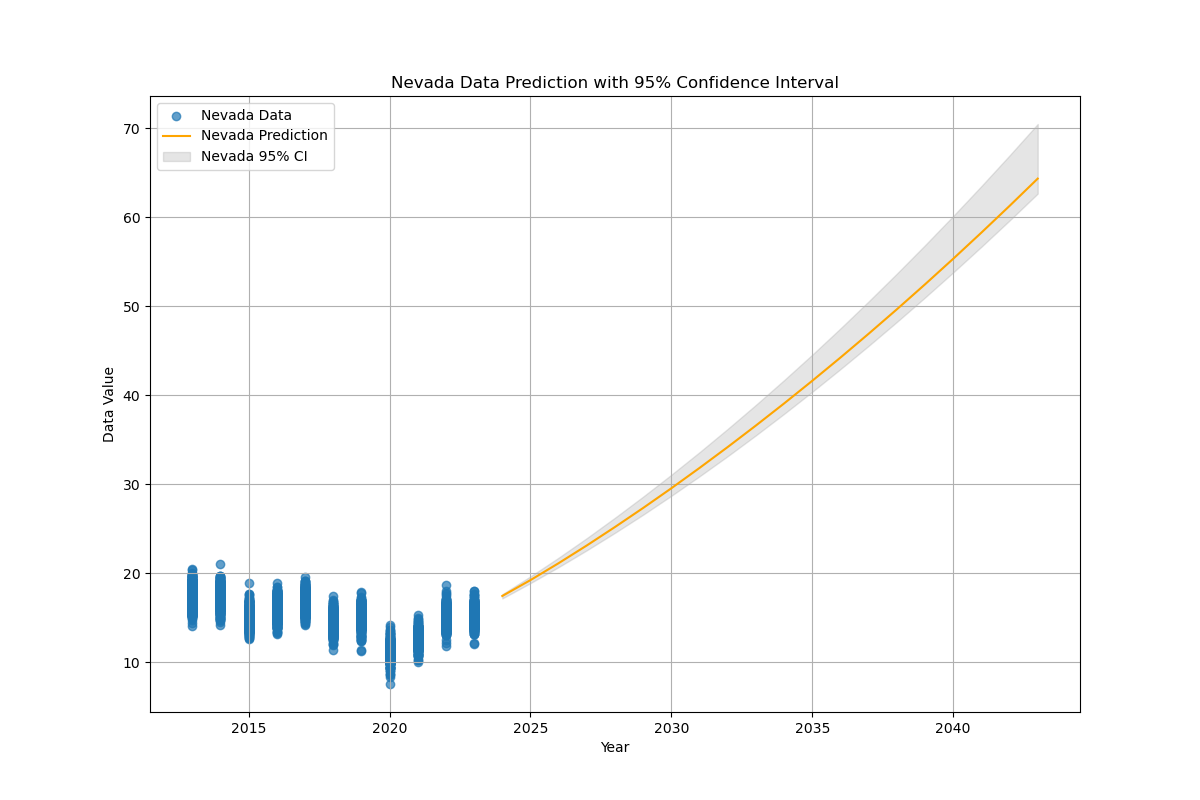 Nevada Data Prediction with 95% Confidence Interval
Nevada Data
Nevada Prediction
Nevada 95% CI
70
60
50
40
30
20
10
Data Value
2015 2020 2025 2030 2035 2040
Year